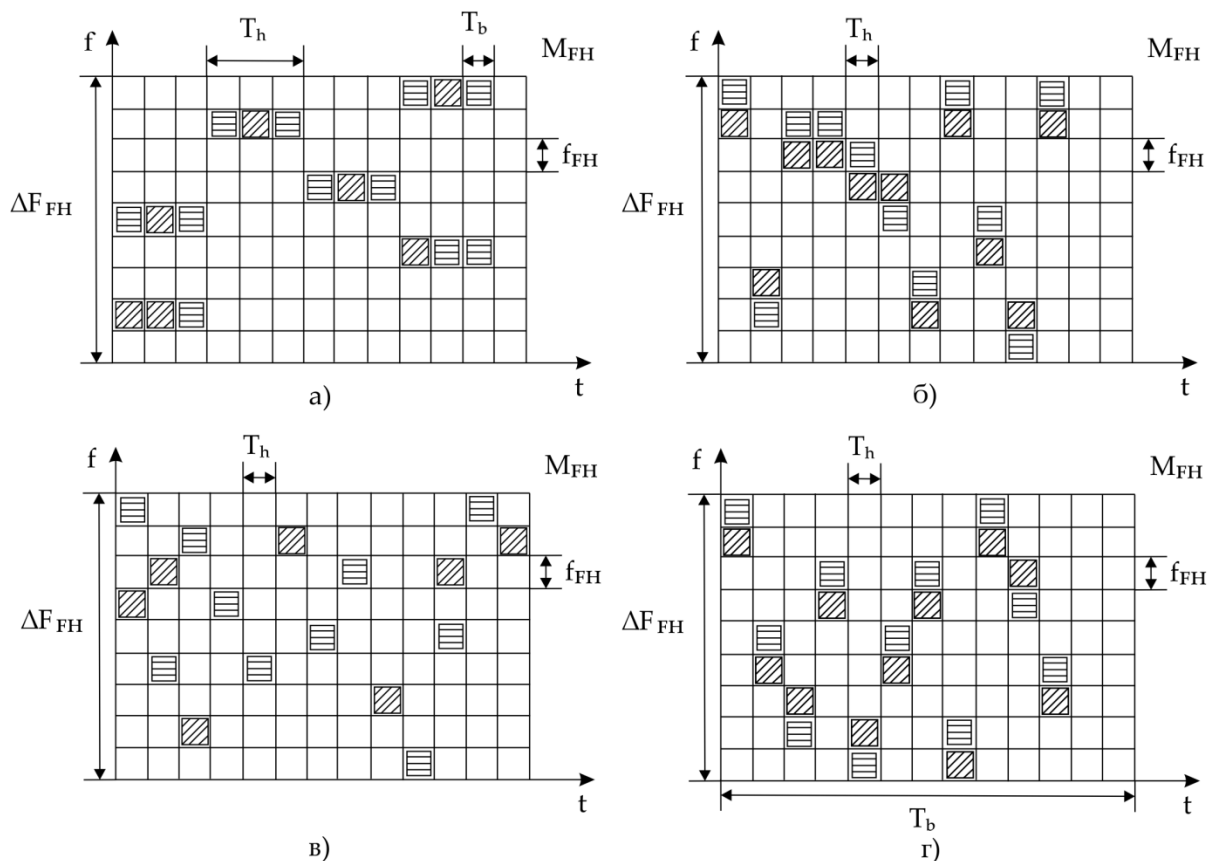 f T_h T_b M_FH
ΔF_FH f_FH
t
а)
f T_h M_FH
ΔF_FH f_FH
t
б)
f T_h M_FH
ΔF_FH f_FH
t
в)
f T_h M_FH
ΔF_FH f_FH
t
T_b
г)